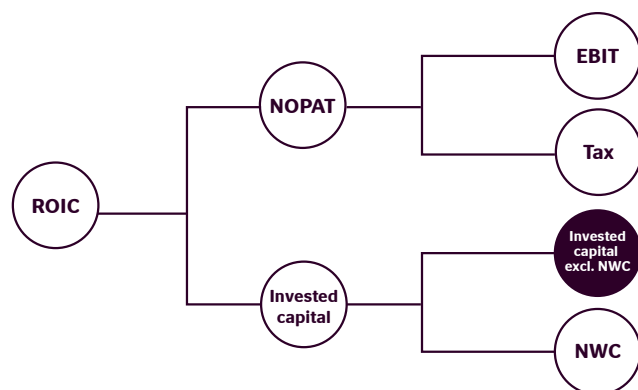 EBIT
NOPAT
Tax
ROIC
Invested
capital
excl. NWC
Invested
capital
NWC